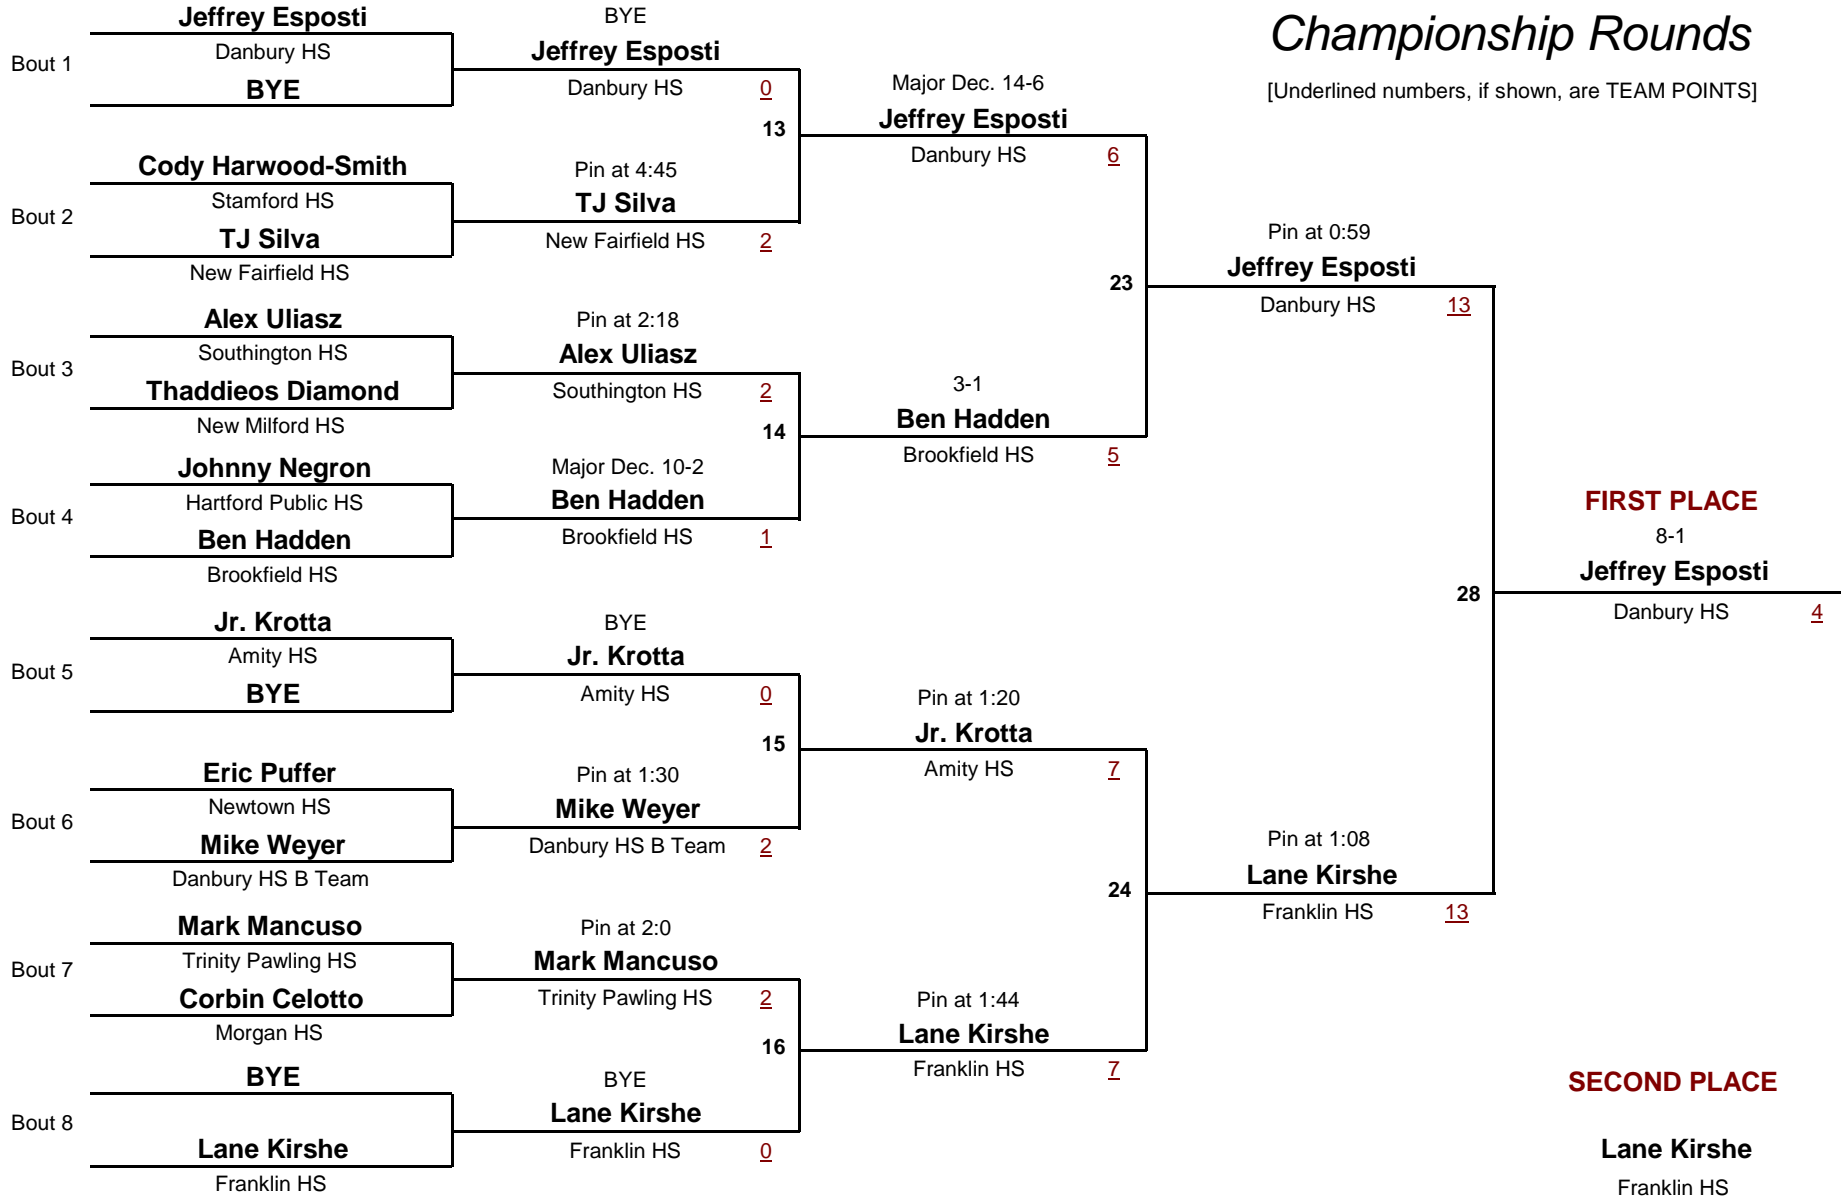 Championship Rounds
[Underlined numbers, if shown, are TEAM POINTS]
Bout 1
Jeffrey Esposti
Danbury HS
BYE
Bout 2
Cody Harwood-Smith
Stamford HS
TJ Silva
New Fairfield HS
Bout 3
Alex Uliasz
Southington HS
Thaddieos Diamond
New Milford HS
Bout 4
Johnny Negron
Hartford Public HS
Ben Hadden
Brookfield HS
Bout 5
Jr. Krotta
Amity HS
BYE
Bout 6
Eric Puffer
Newtown HS
Mike Weyer
Danbury HS B Team
Bout 7
Mark Mancuso
Trinity Pawling HS
Corbin Celotto
Morgan HS
Bout 8
BYE
Lane Kirshe
Franklin HS
BYE
Jeffrey Esposti
Danbury HS 0
13
Pin at 4:45
TJ Silva
New Fairfield HS 2
Pin at 2:18
Alex Uliasz
Southington HS 2
14
Major Dec. 10-2
Ben Hadden
Brookfield HS 1
BYE
Jr. Krotta
Amity HS 0
15
Pin at 1:30
Mike Weyer
Danbury HS B Team 2
Pin at 2:0
Mark Mancuso
Trinity Pawling HS 2
16
BYE
Lane Kirshe
Franklin HS 0
Major Dec. 14-6
Jeffrey Esposti
Danbury HS 6
23
3-1
Ben Hadden
Brookfield HS 5
Pin at 1:20
Jr. Krotta
Amity HS 7
24
Pin at 1:44
Lane Kirshe
Franklin HS 7
Pin at 0:59
Jeffrey Esposti
Danbury HS 13
28
Pin at 1:08
Lane Kirshe
Franklin HS 13
FIRST PLACE
8-1
Jeffrey Esposti
Danbury HS 4
SECOND PLACE
Lane Kirshe
Franklin HS